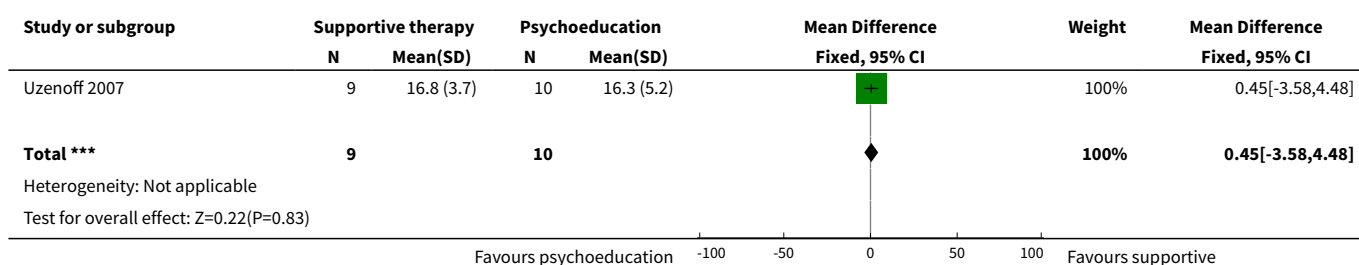 Study or subgroup Supportive therapy Psychoeducation Mean Difference Weight Mean Difference
N Mean(SD) N Mean(SD) Fixed, 95% CI Fixed, 95% CI
Uzenoff 2007 9 16.8 (3.7) 10 16.3 (5.2) 100% 0.45[-3.58,4.48]
Total *** 9 10 100% 0.45[-3.58,4.48]
Heterogeneity: Not applicable
Test for overall effect: Z=0.22(P=0.83)
Favours psychoeducation -100 -50 0 50 100 Favours supportive